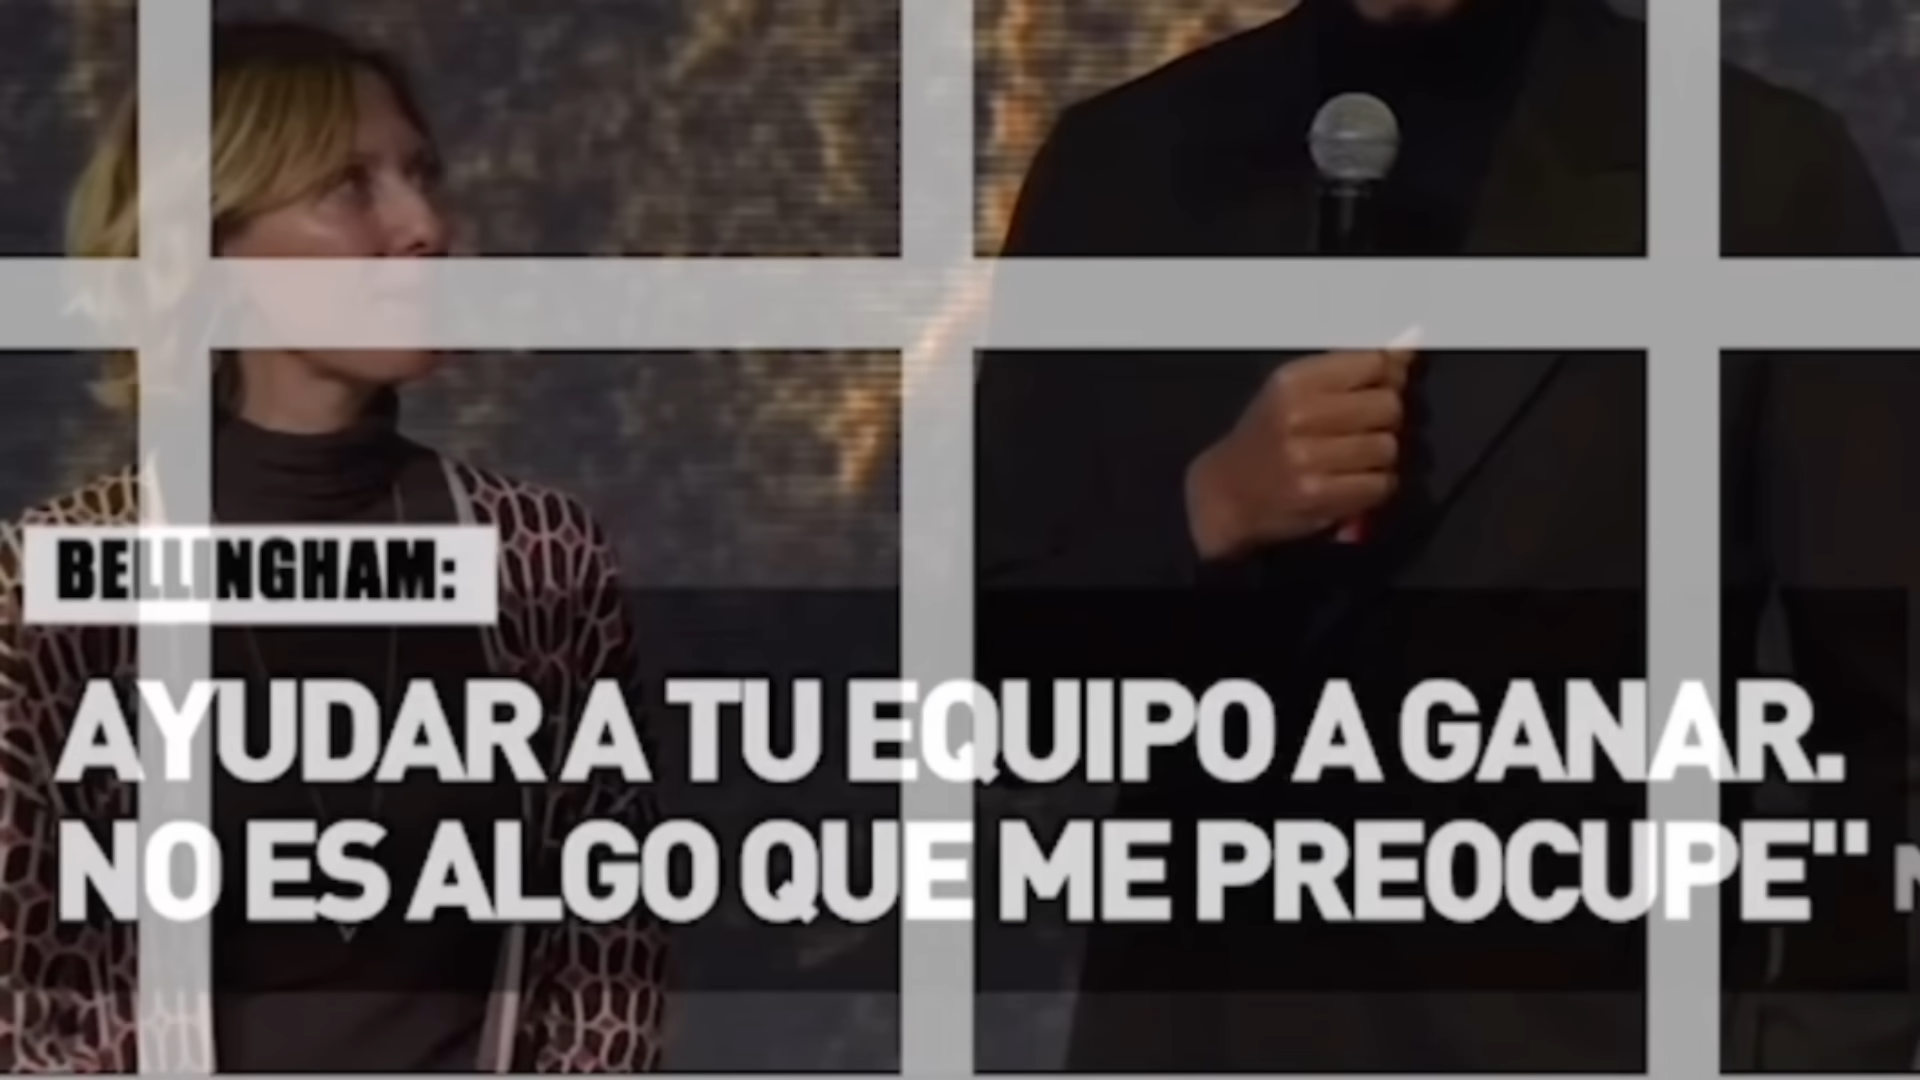 BELLINGHAM:
AYUDAR A TU EQUIPO A GANAR.
NO ES ALGO QUE ME PREOCUPE"